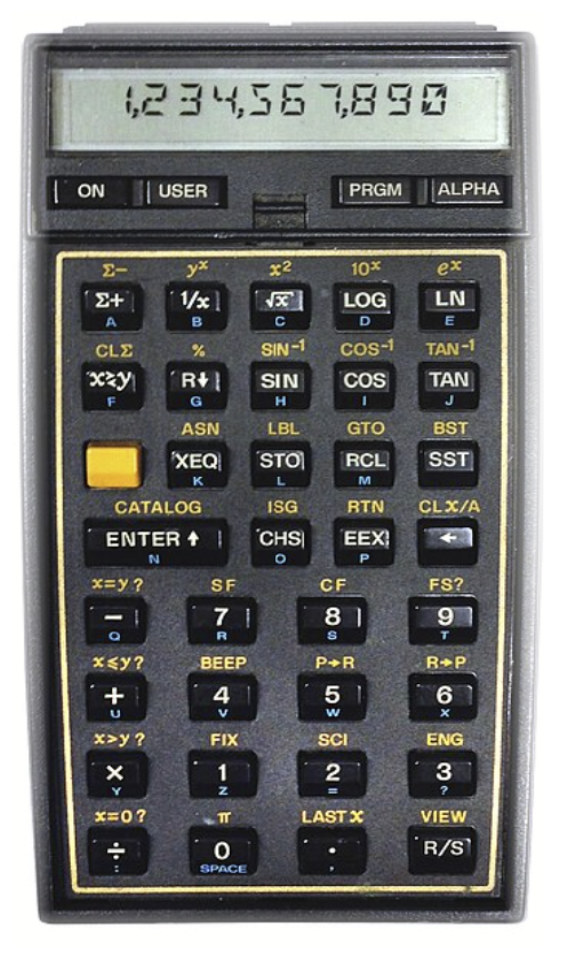 1,234,567,890
ON USER PRGM ALPHA
Σ− yˣ x² 10ˣ eˣ
Σ+ 1/x √x LOG LN
A B C D E
CLΣ % SIN⁻¹ COS⁻¹ TAN⁻¹
x≷y R↓ SIN COS TAN
F G H I J
ASN LBL GTO BST
XEQ STO RCL SST
K L M
CATALOG ISG RTN CLX/A
ENTER ↑ CHS EEX ←
N O P
x=y? SF CF FS?
− 7 8 9
Q R S T
x≤y? BEEP P→R R→P
+ 4 5 6
U V W X
x>y? FIX SCI ENG
× 1 2 3
Y Z = ?
x=0? π LAST X VIEW
÷ 0 . R/S
: SPACE ,